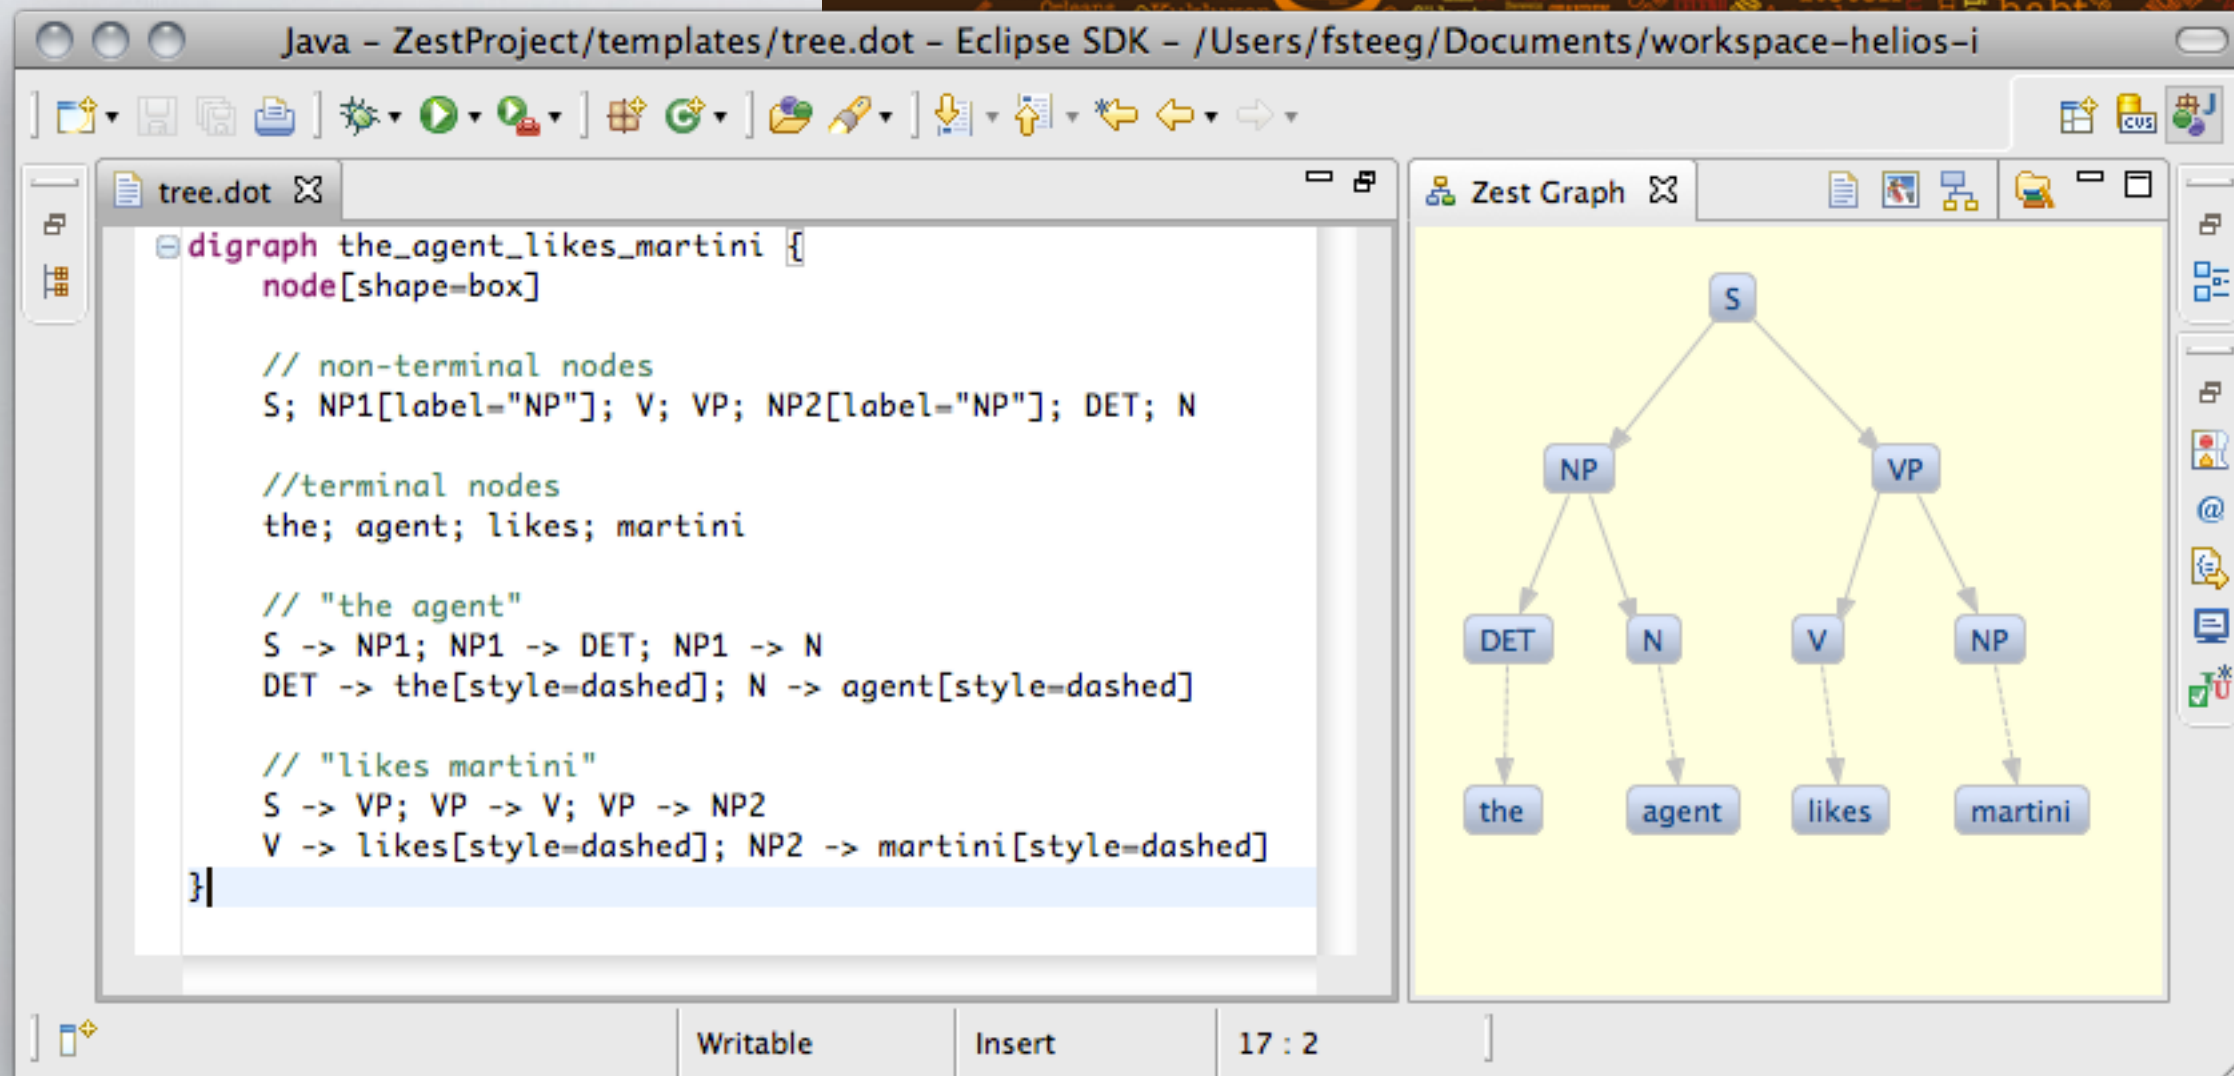 Java – ZestProject/templates/tree.dot – Eclipse SDK – /Users/fsteeg/Documents/workspace-helios-i
CVS
J
tree.dot
Zest Graph
digraph the_agent_likes_martini {
node[shape=box]
// non-terminal nodes
S; NP1[label="NP"]; V; VP; NP2[label="NP"]; DET; N
//terminal nodes
the; agent; likes; martini
// "the agent"
S -> NP1; NP1 -> DET; NP1 -> N
DET -> the[style=dashed]; N -> agent[style=dashed]
// "likes martini"
S -> VP; VP -> V; VP -> NP2
V -> likes[style=dashed]; NP2 -> martini[style=dashed]
}
S
NP VP
DET N V NP
the agent likes martini
@
Writable Insert 17 : 2